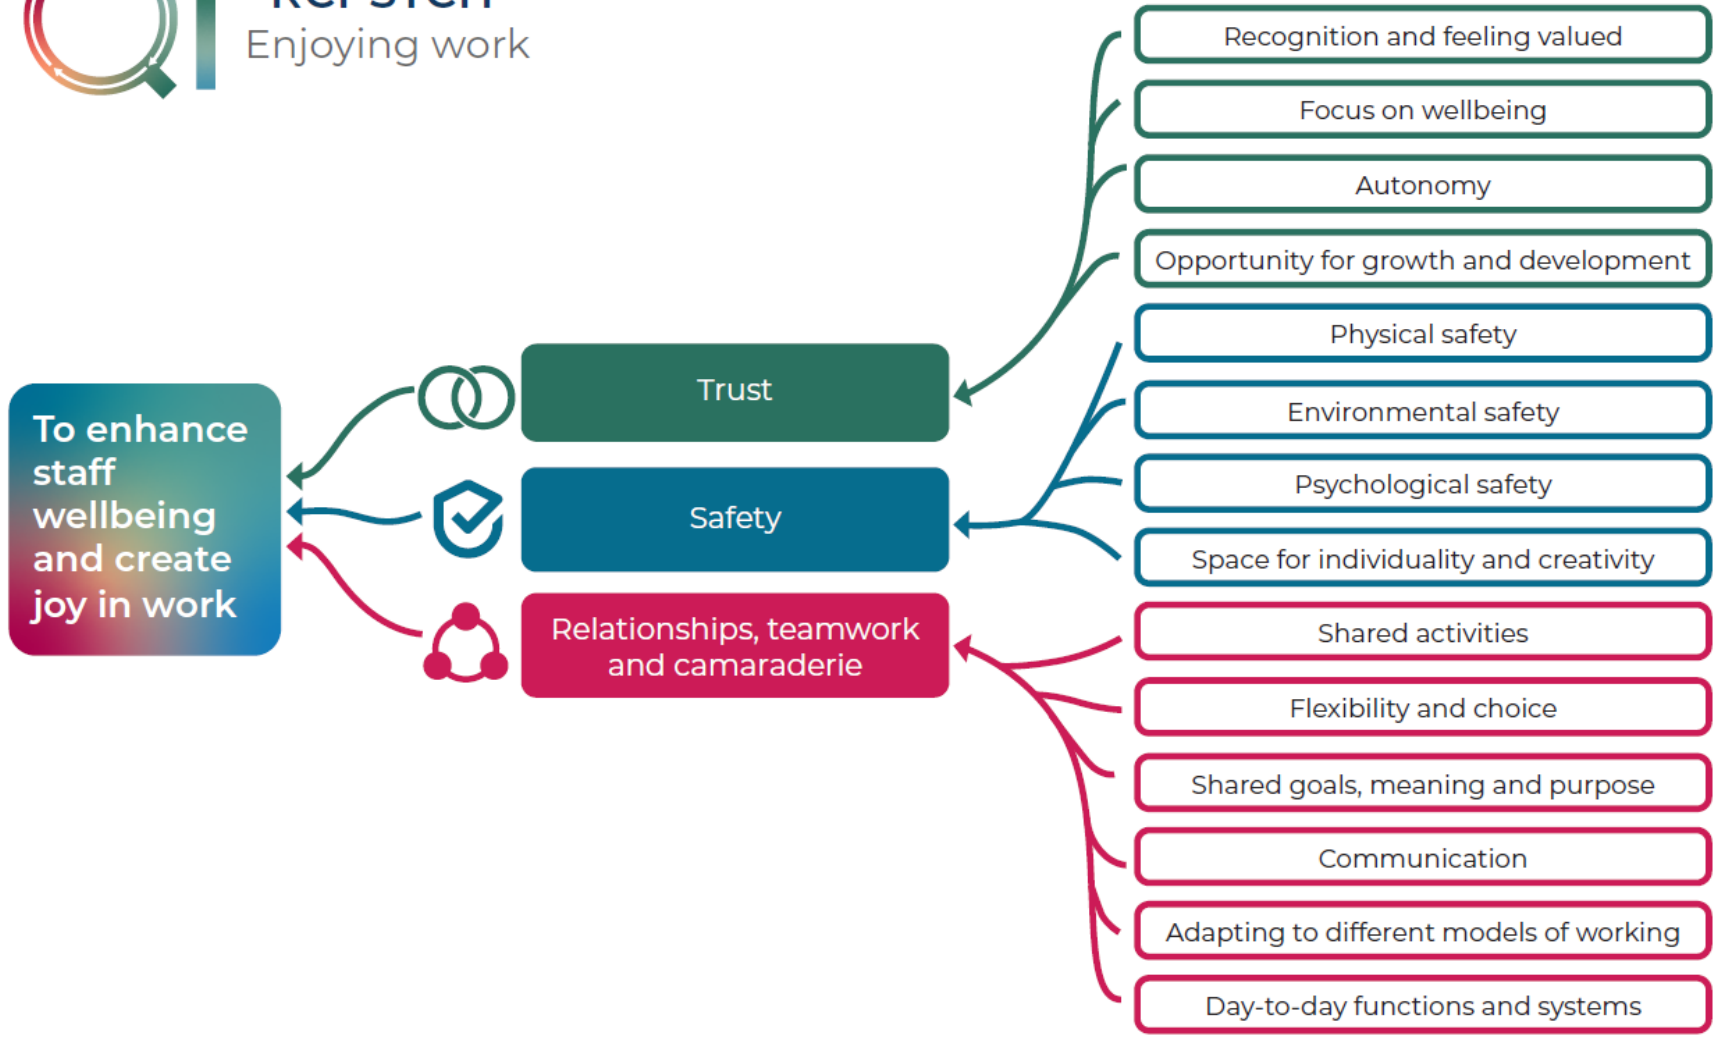 Enjoying work
Recognition and feeling valued
Focus on wellbeing
Autonomy
Opportunity for growth and development
Physical safety
Environmental safety
Psychological safety
Space for individuality and creativity
Shared activities
Flexibility and choice
Shared goals, meaning and purpose
Communication
Adapting to different models of working
Day-to-day functions and systems
Trust
Safety
Relationships, teamwork
and camaraderie
To enhance
staff
wellbeing
and create
joy in work